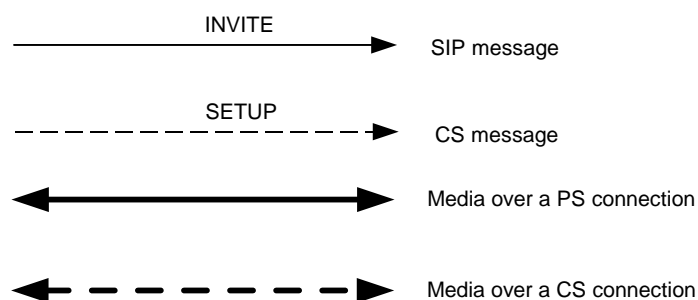 INVITE
SIP message
SETUP
CS message
Media over a PS connection
Media over a CS connection